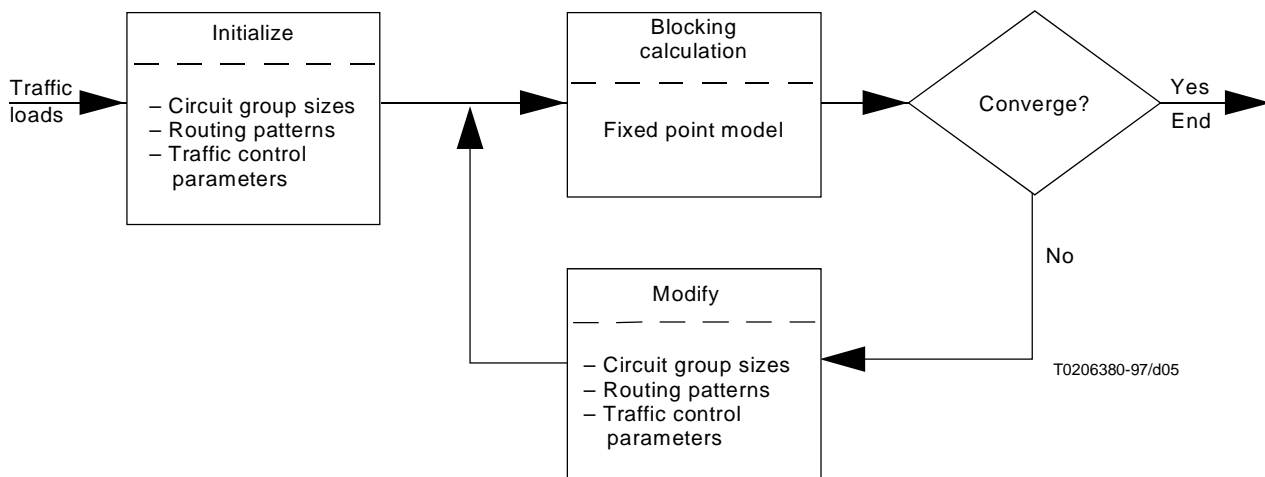 Traffic
loads
Initialize
– Circuit group sizes
– Routing patterns
– Traffic control
parameters
Blocking
calculation
Fixed point model
Converge?
Yes
End
No
Modify
– Circuit group sizes
– Routing patterns
– Traffic control
parameters
T0206380-97/d05